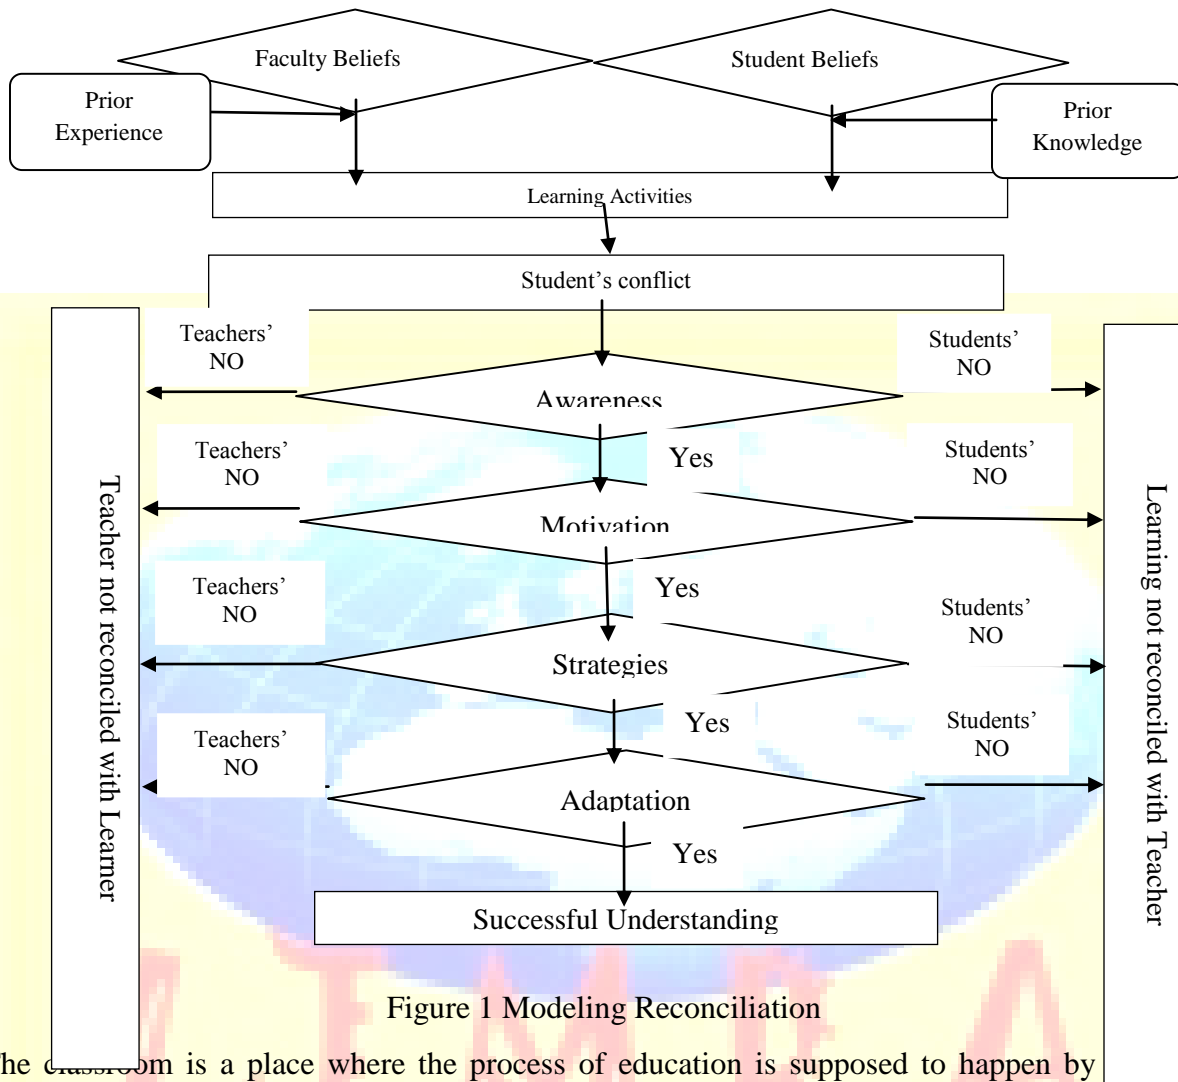 Faculty Beliefs
Student Beliefs
Prior
Experience
Prior
Knowledge
Learning Activities
Student’s conflict
Teachers’
NO
Students’
NO
Awareness
Yes
Teachers’
NO
Students’
NO
Motivation
Yes
Teachers’
NO
Students’
NO
Strategies
Yes
Teachers’
NO
Students’
NO
Adaptation
Yes
Teacher not reconciled with Learner
Learning not reconciled with Teacher
Successful Understanding
Figure 1 Modeling Reconciliation
The classroom is a place where the process of education is supposed to happen by